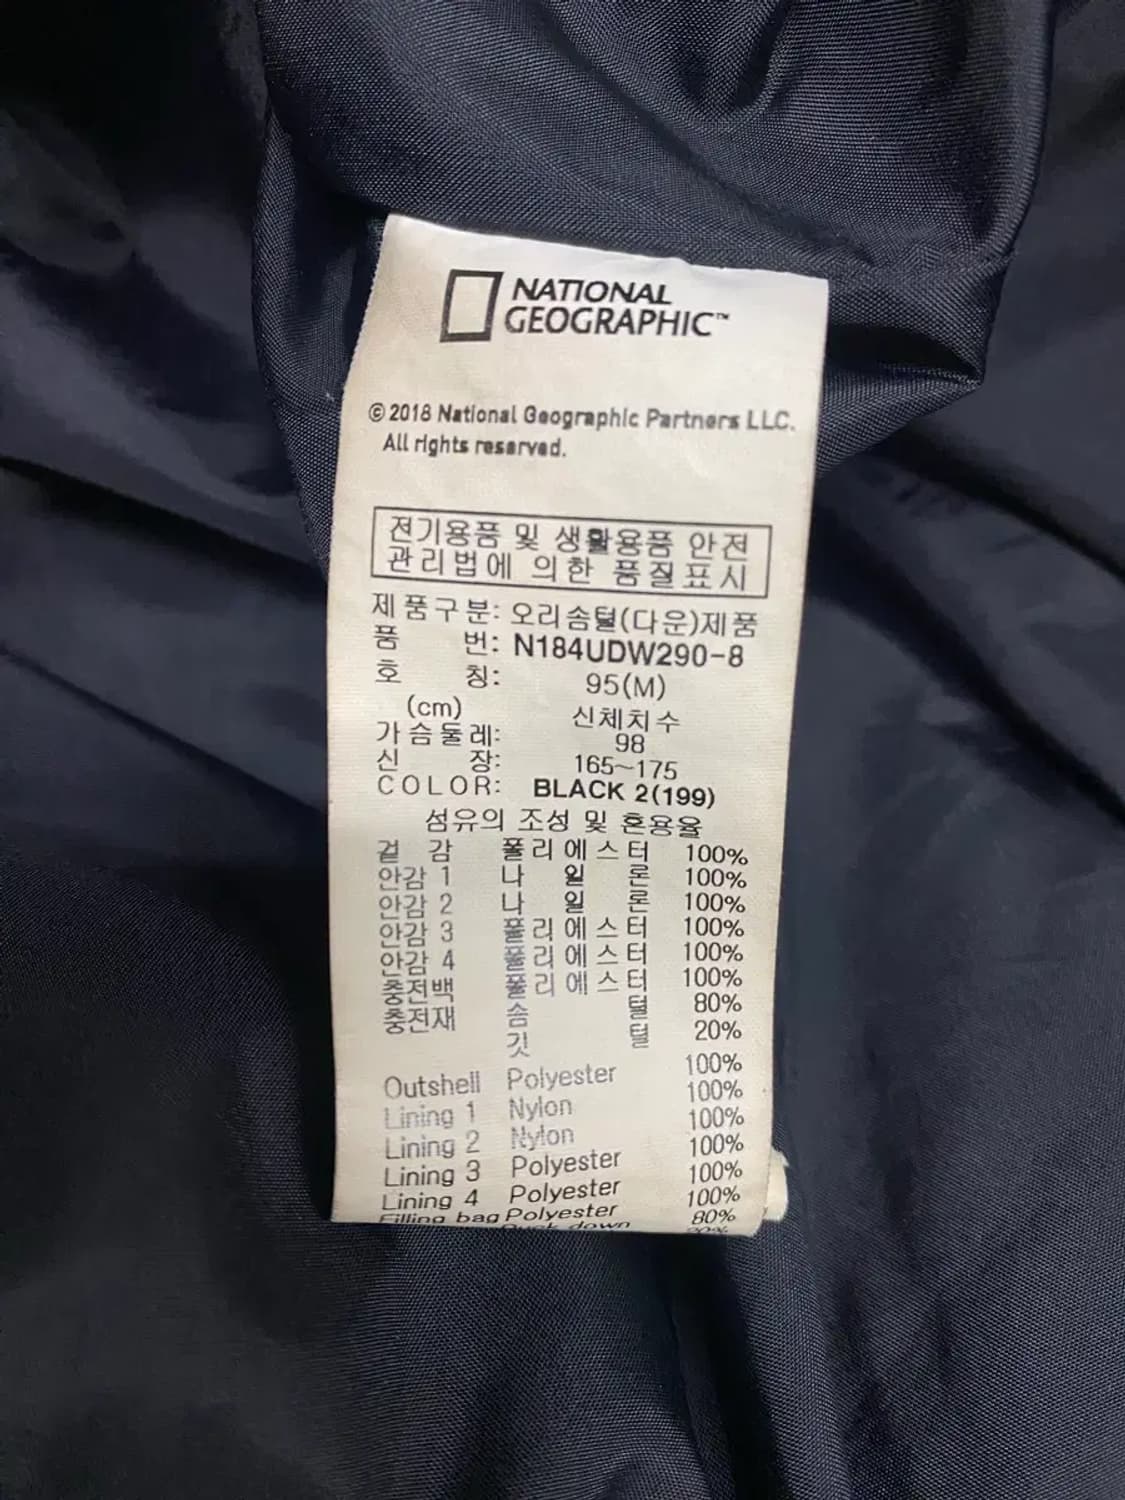 NATIONAL
GEOGRAPHIC™
© 2018 National Geographic Partners LLC.
All rights reserved.
전기용품 및 생활용품 안전
관리법에 의한 품질표시
제품구분: 오리솜털(다운)제품
품 번: N184UDW290-8
호 칭: 95(M)
(cm) 신체치수
가슴둘레: 98
신 장: 165~175
COLOR: BLACK 2(199)
섬유의 조성 및 혼용율
겉 감 폴리에스터 100%
안감 1 나 일 론 100%
안감 2 나 일 론 100%
안감 3 폴리에스터 100%
안감 4 폴리에스터 100%
충전백 폴리에스터 100%
충전재 솜 털 80%
깃 털 20%
Outshell Polyester 100%
Lining 1 Nylon 100%
Lining 2 Nylon 100%
Lining 3 Polyester 100%
Lining 4 Polyester 100%
Filling bag Polyester 100%
Duck down 80%
20%